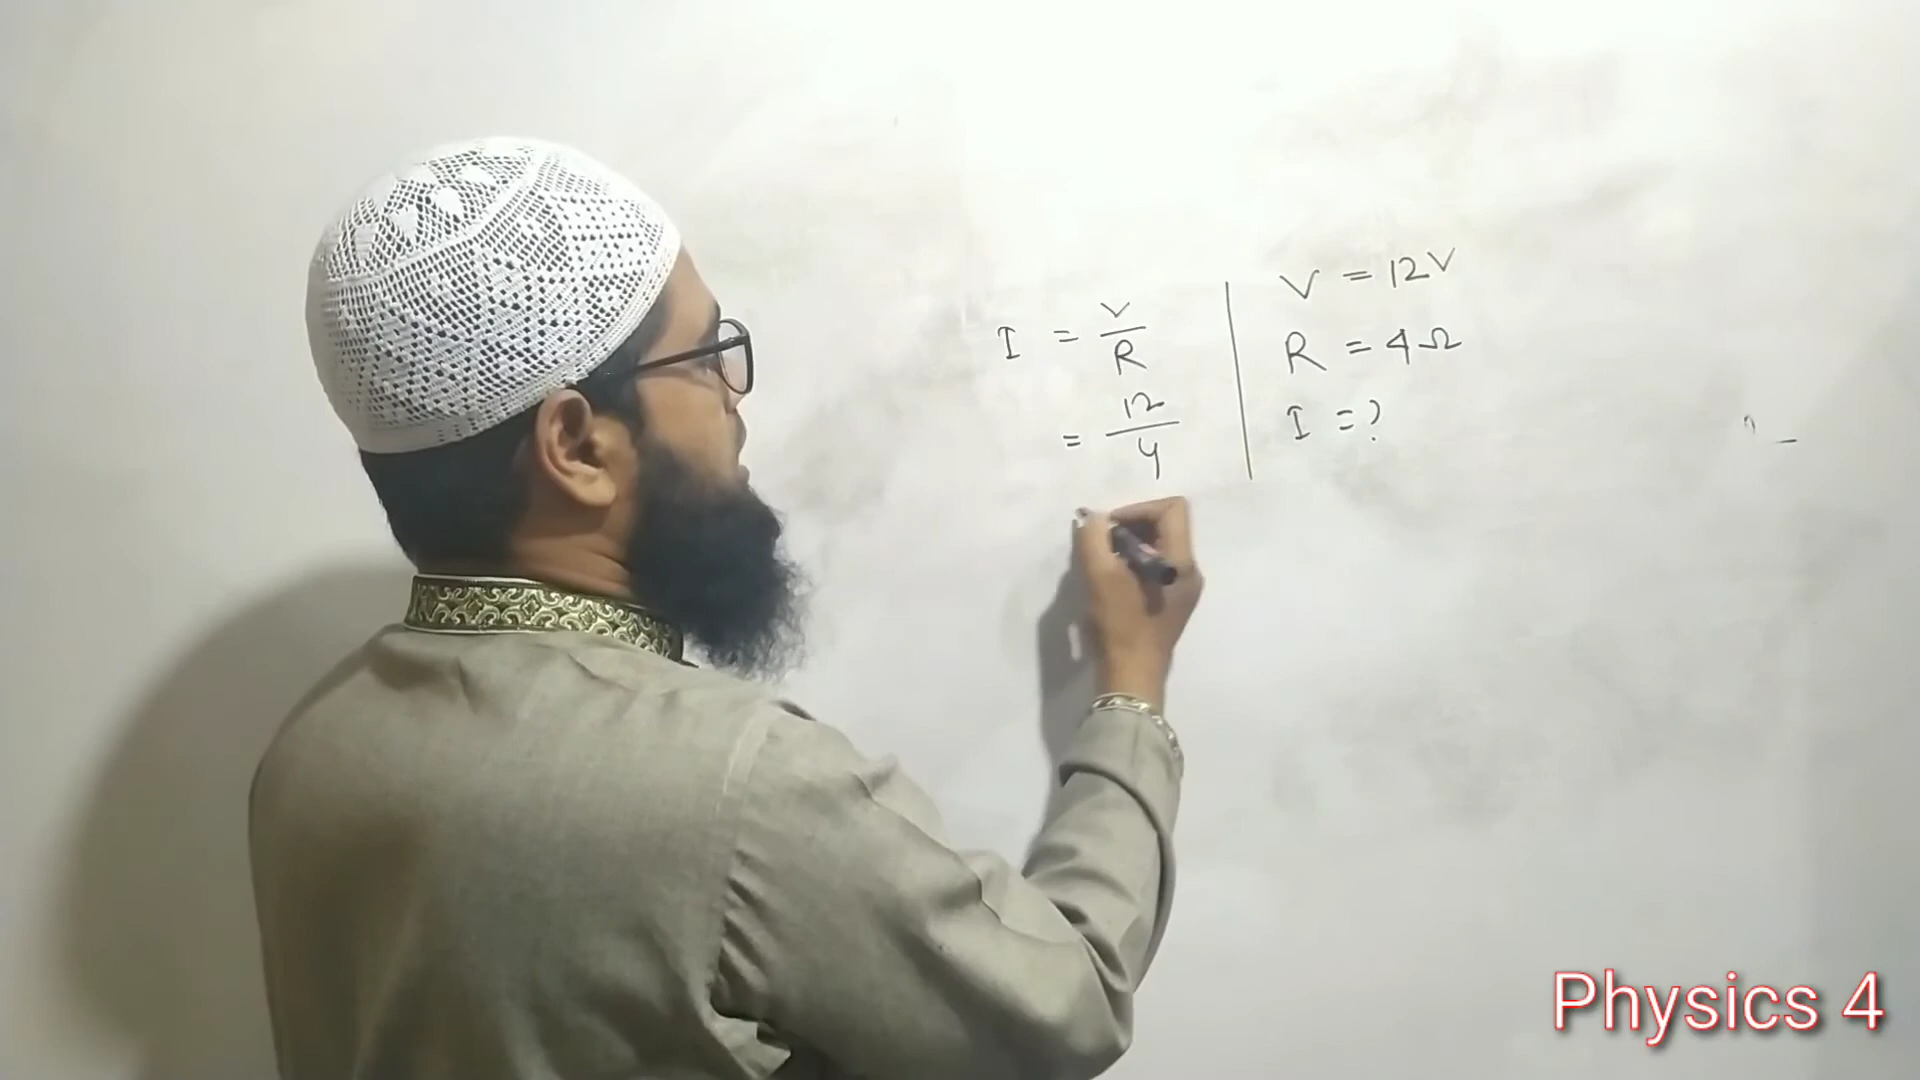 I = V/R
= 12/4
V = 12V
R = 4Ω
I = ?
Physics 4